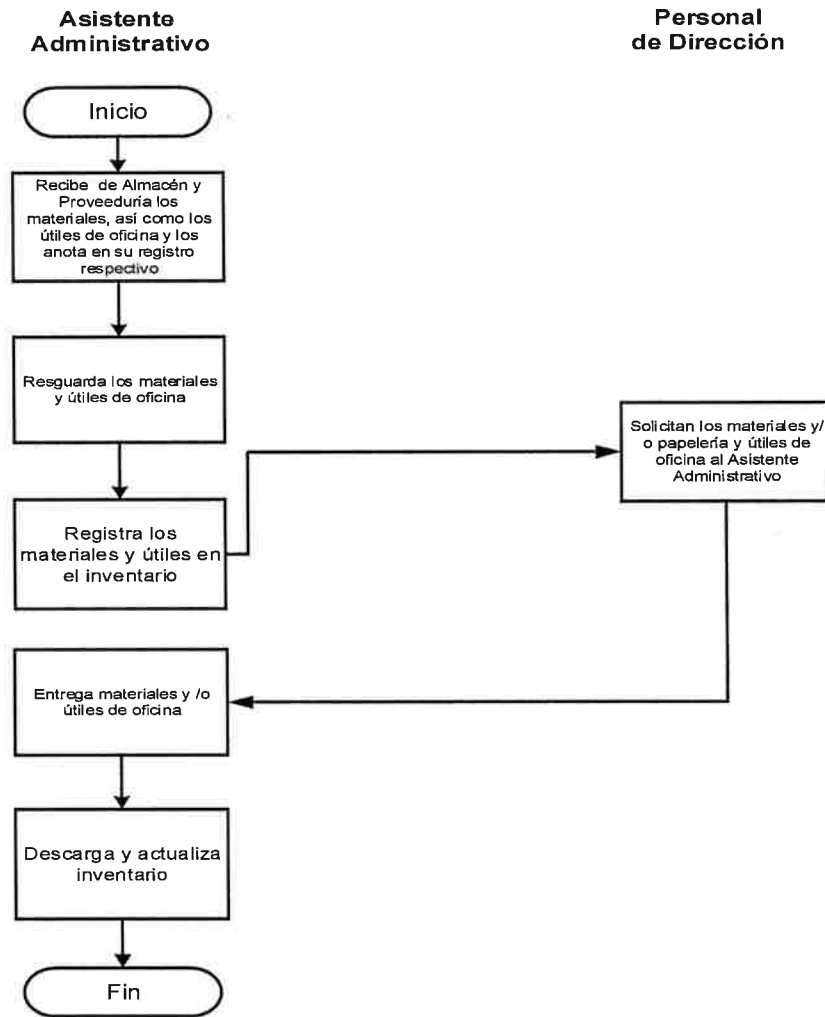 Asistente
Administrativo
Personal
de Dirección
Inicio
Recibe de Almacén y
Proveeduría los
materiales, así como los
útiles de oficina y los
anota en su registro
respectivo
Resguarda los materiales
y útiles de oficina
Registra los
materiales y útiles en
el inventario
Solicitan los materiales y/
o papelería y útiles de
oficina al Asistente
Administrativo
Entrega materiales y /o
útiles de oficina
Descarga y actualiza
inventario
Fin